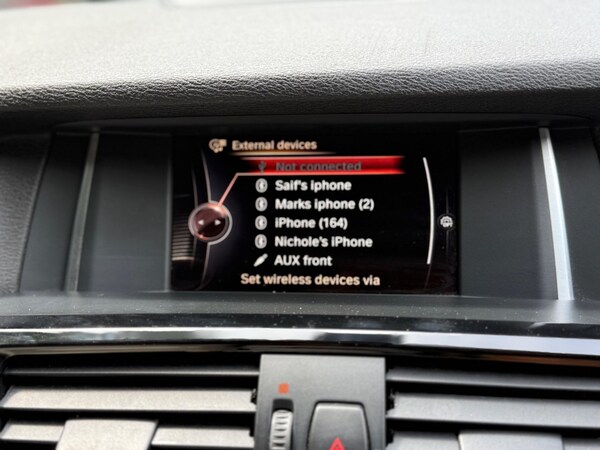 External devices
Not connected
Saif's iphone
Marks iphone (2)
iPhone (164)
Nichole's iPhone
AUX front
Set wireless devices via